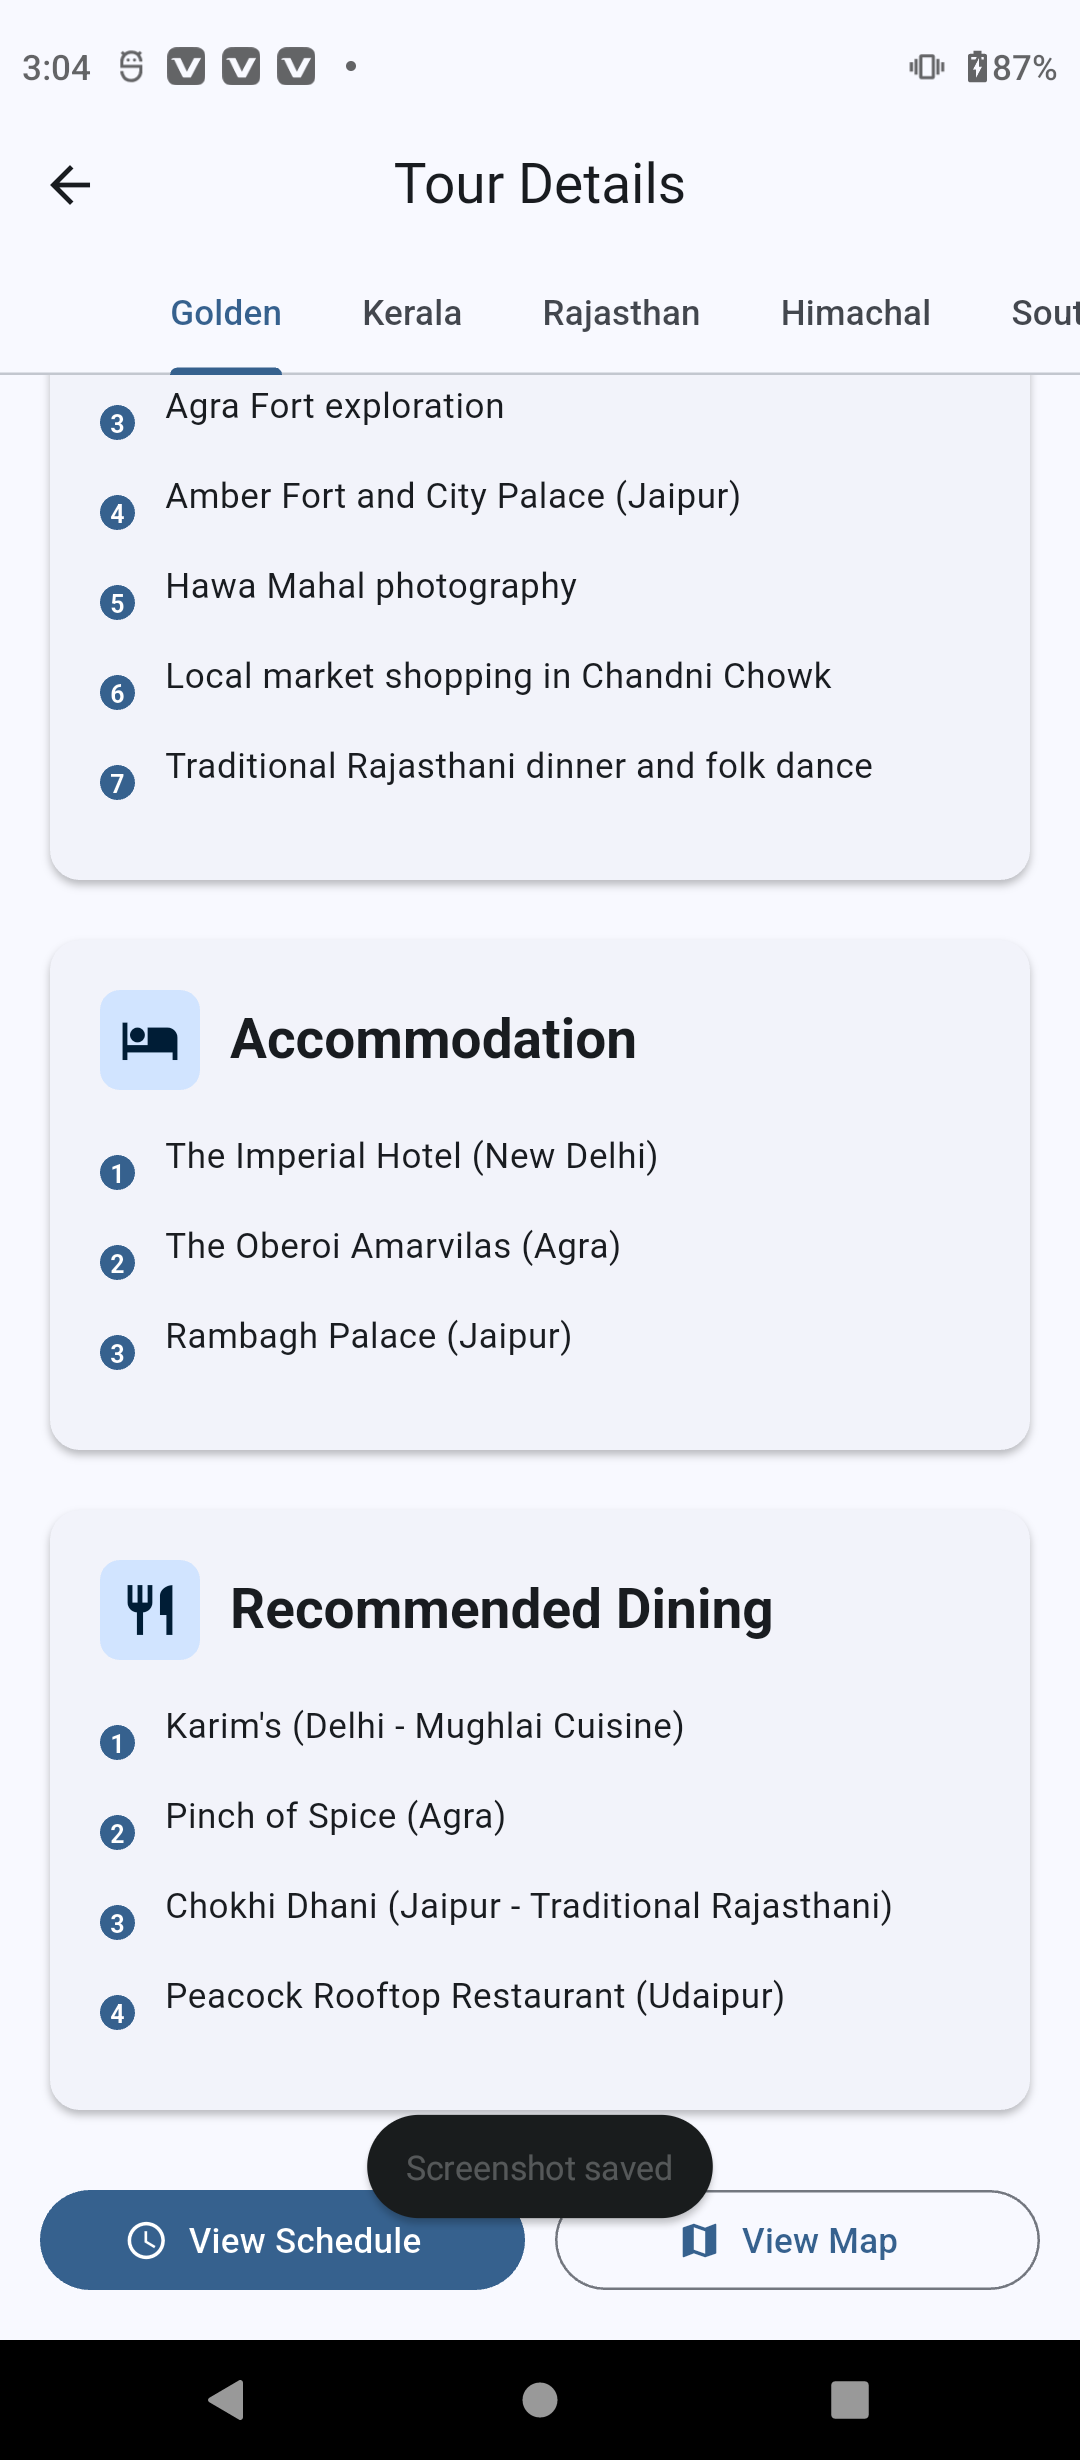 3:04
87%
Tour Details
Golden Kerala Rajasthan Himachal Sout
3 Agra Fort exploration
4 Amber Fort and City Palace (Jaipur)
5 Hawa Mahal photography
6 Local market shopping in Chandni Chowk
7 Traditional Rajasthani dinner and folk dance
Accommodation
1 The Imperial Hotel (New Delhi)
2 The Oberoi Amarvilas (Agra)
3 Rambagh Palace (Jaipur)
Recommended Dining
1 Karim's (Delhi - Mughlai Cuisine)
2 Pinch of Spice (Agra)
3 Chokhi Dhani (Jaipur - Traditional Rajasthani)
4 Peacock Rooftop Restaurant (Udaipur)
Screenshot saved
View Schedule
View Map